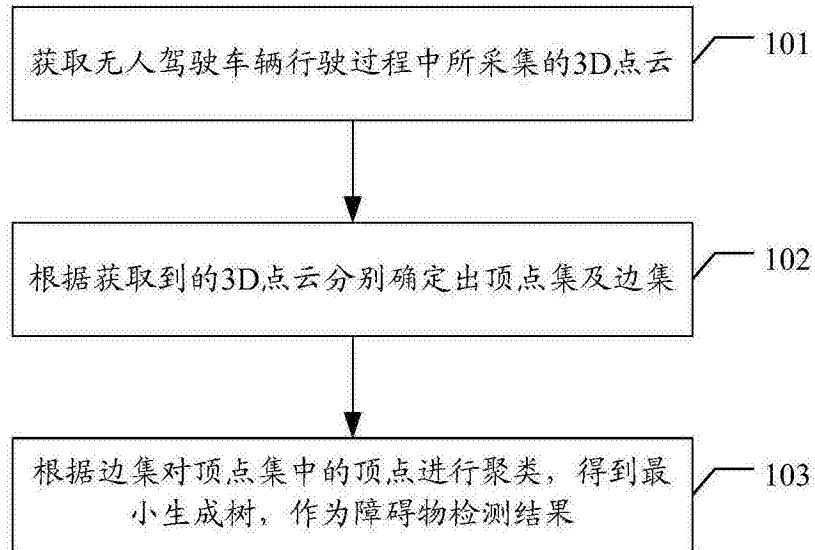 获取无人驾驶车辆行驶过程中所采集的3D点云
101
根据获取到的3D点云分别确定出顶点集及边集
102
根据边集对顶点集中的顶点进行聚类，得到最
小生成树，作为障碍物检测结果
103